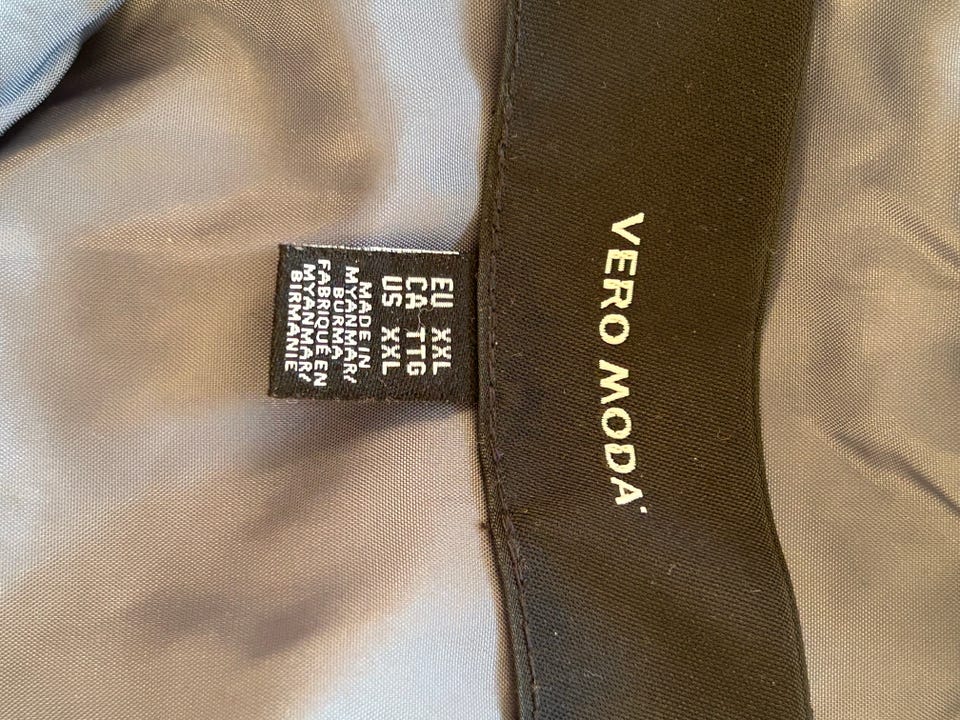 VERO MODA
EU XXL
CA TTG
US XXL
MADE IN
MYANMAR/
BURMA
FABRIQUÉ EN
MYANMAR/
BIRMANIE